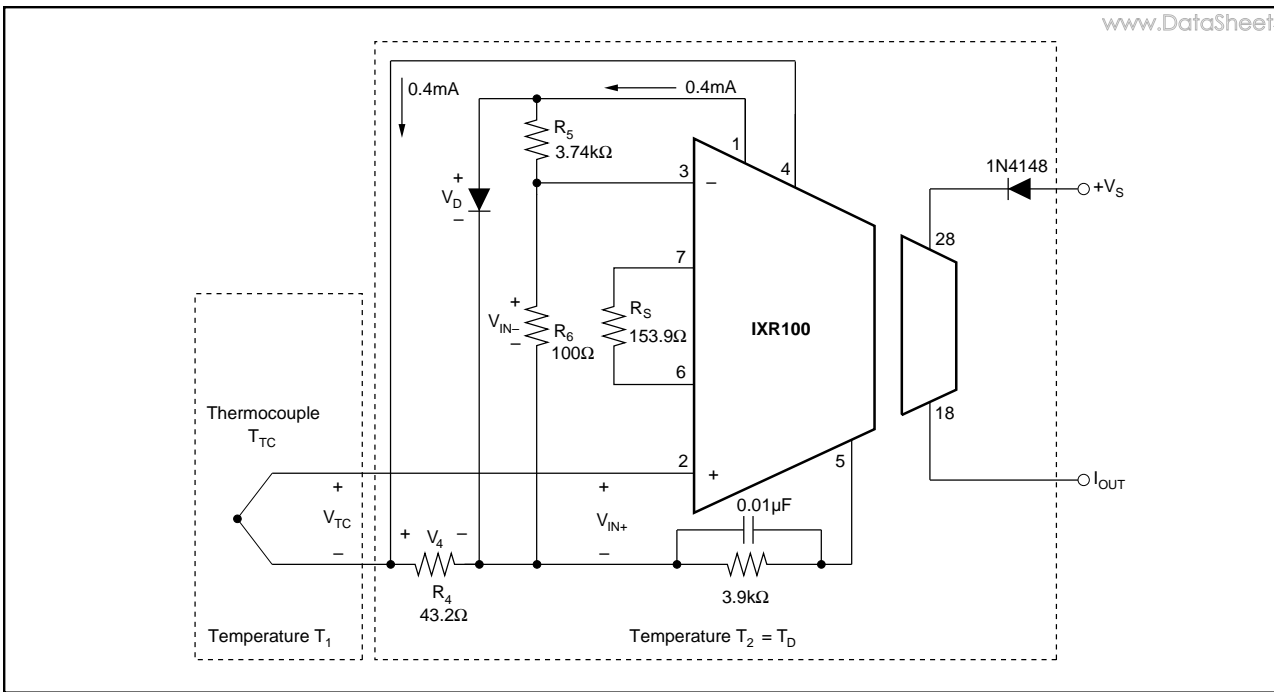 www.DataSheet
0.4mA
0.4mA
R5
3.74kΩ
1
4
3
–
+
VD
–
1N4148
+VS
28
7
+
VIN–
–
R6
100Ω
RS
153.9Ω
IXR100
6
18
Thermocouple
TTC
2
+
5
IOUT
+
VTC
–
+
VIN+
–
0.01µF
+
V4
–
R4
43.2Ω
3.9kΩ
Temperature T1
Temperature T2 = TD